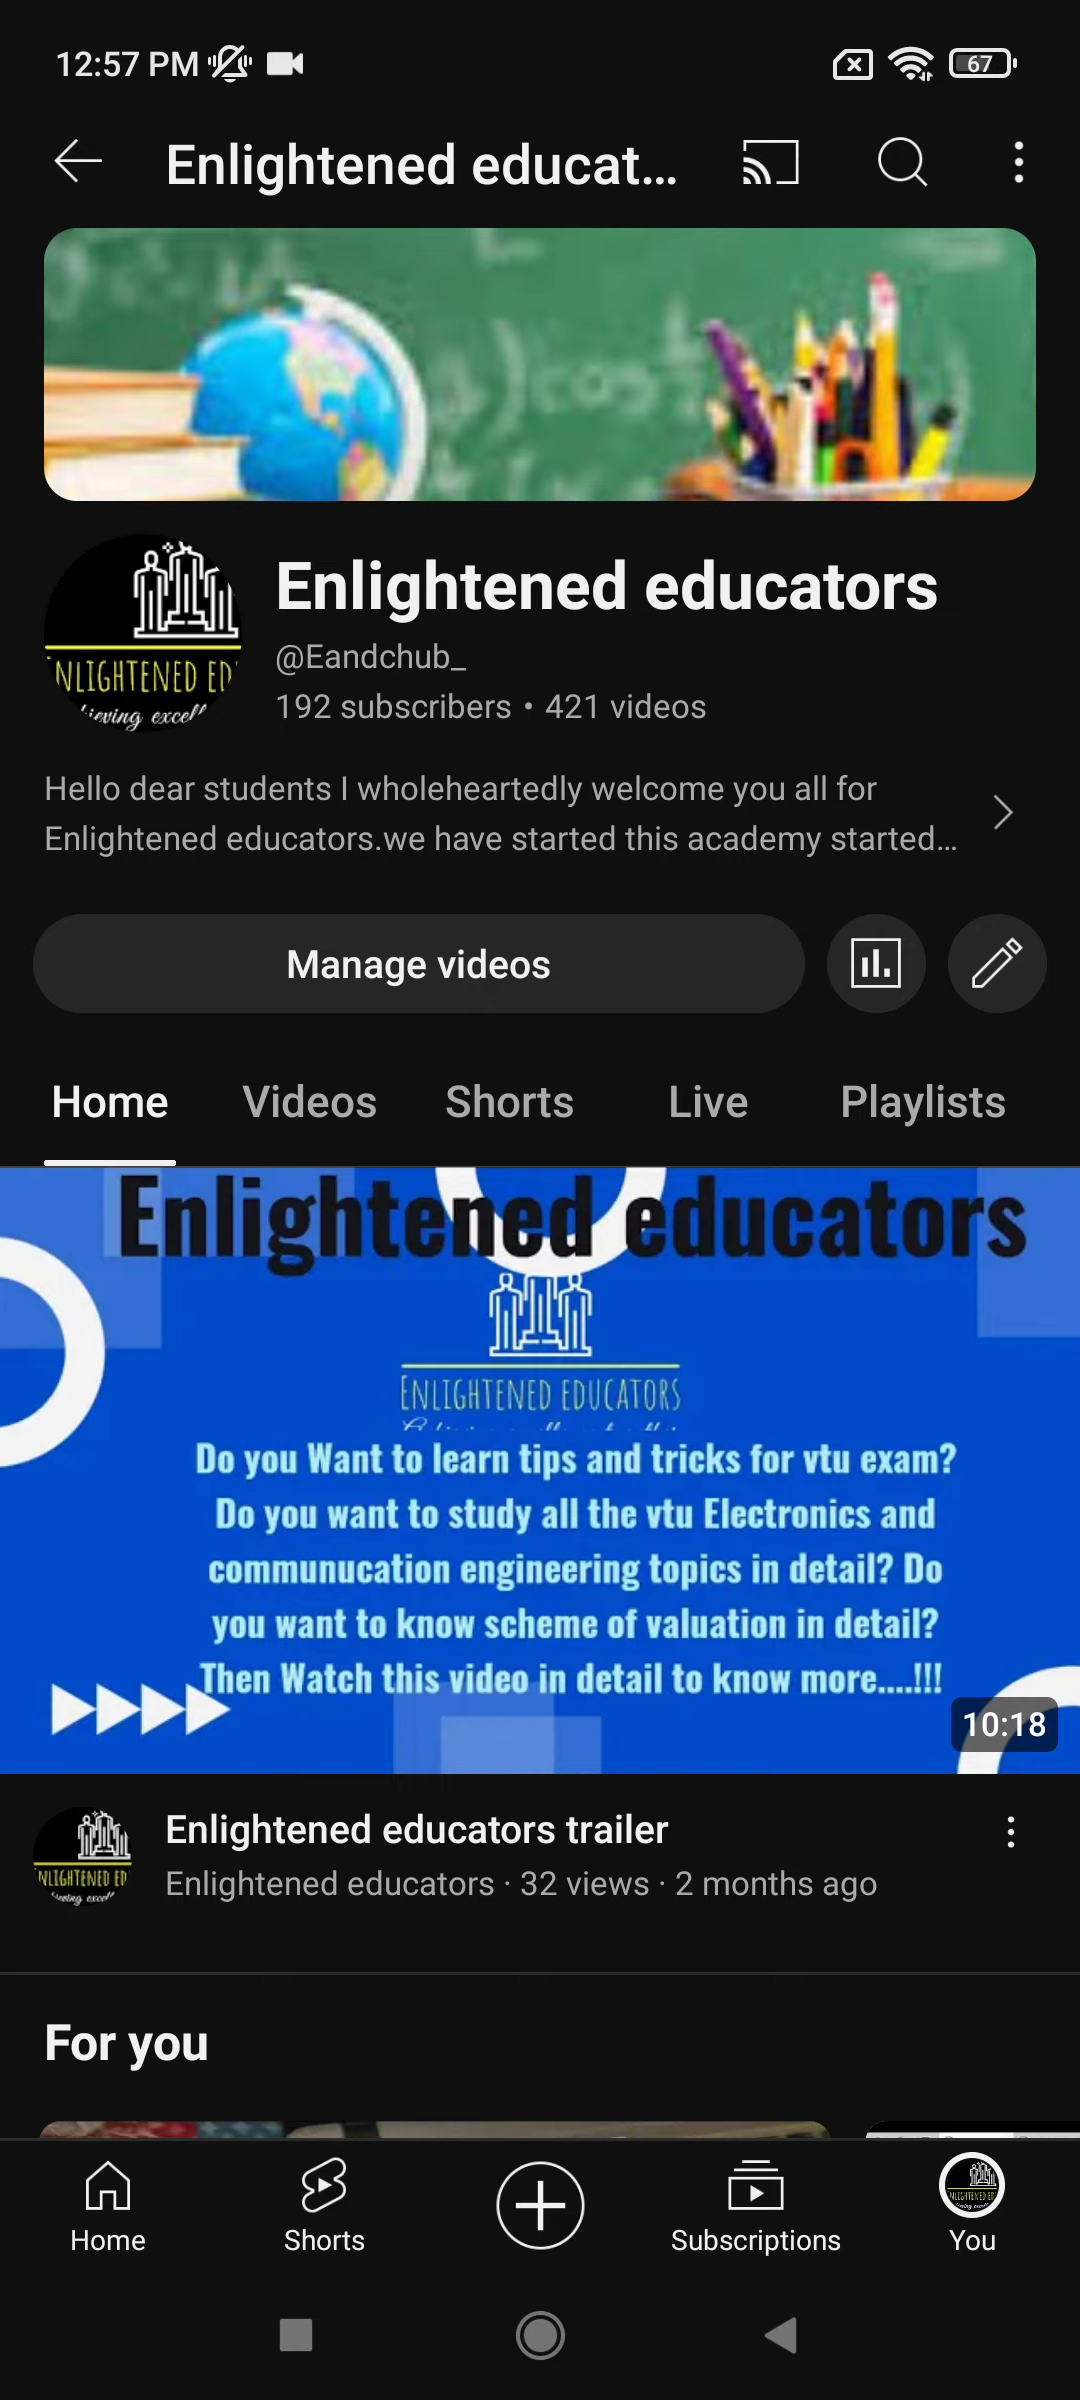 12:57 PM
67
Enlightened educat...
Enlightened educators
@Eandchub_
192 subscribers • 421 videos
NLIGHTENED ED
Hello dear students I wholeheartedly welcome you all for
Enlightened educators.we have started this academy started...
Manage videos
Home Videos Shorts Live Playlists
Enlightened educators
ENLIGHTENED EDUCATORS
Do you Want to learn tips and tricks for vtu exam?
Do you want to study all the vtu Electronics and
communucation engineering topics in detail? Do
you want to know scheme of valuation in detail?
Then Watch this video in detail to know more....!!!
10:18
Enlightened educators trailer
NLIGHTENED ED
Enlightened educators · 32 views · 2 months ago
For you
Home Shorts Subscriptions You